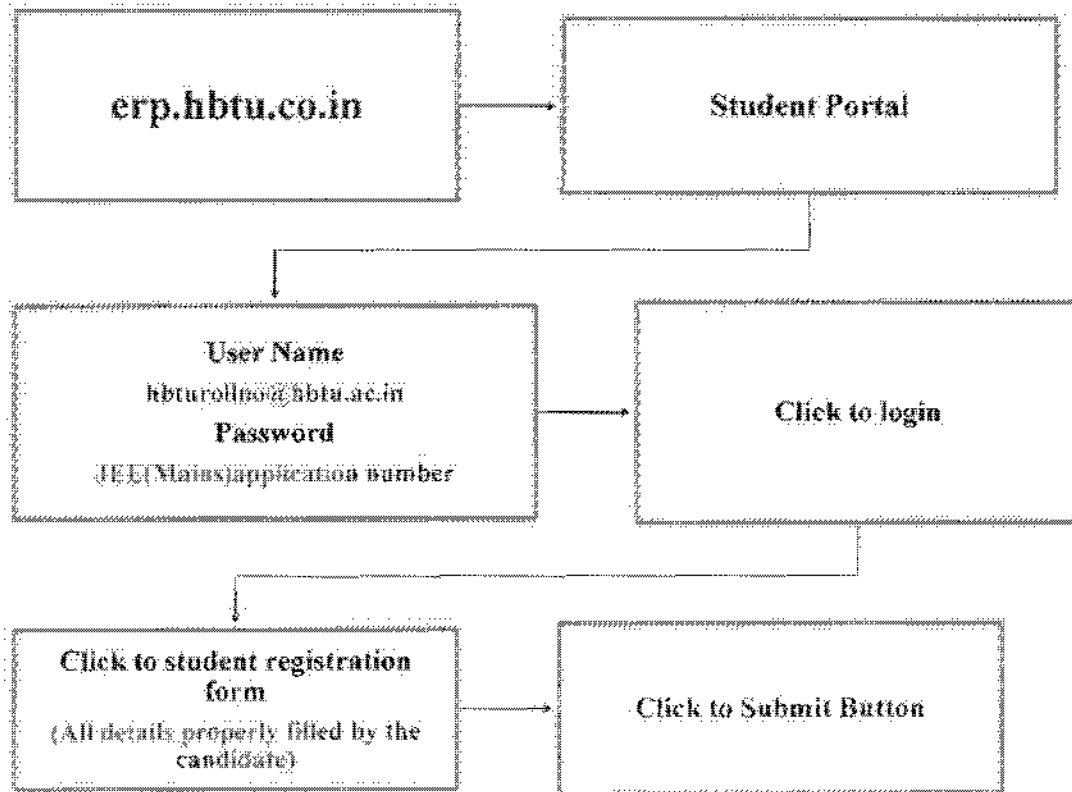 erp.hbtu.co.in
Student Portal
User Name
hbturollno@hbtu.ac.in
Password
JEE(Mains)application number
Click to login
Click to student registration
form
(All details properly filled by the
candidate)
Click to Submit Button